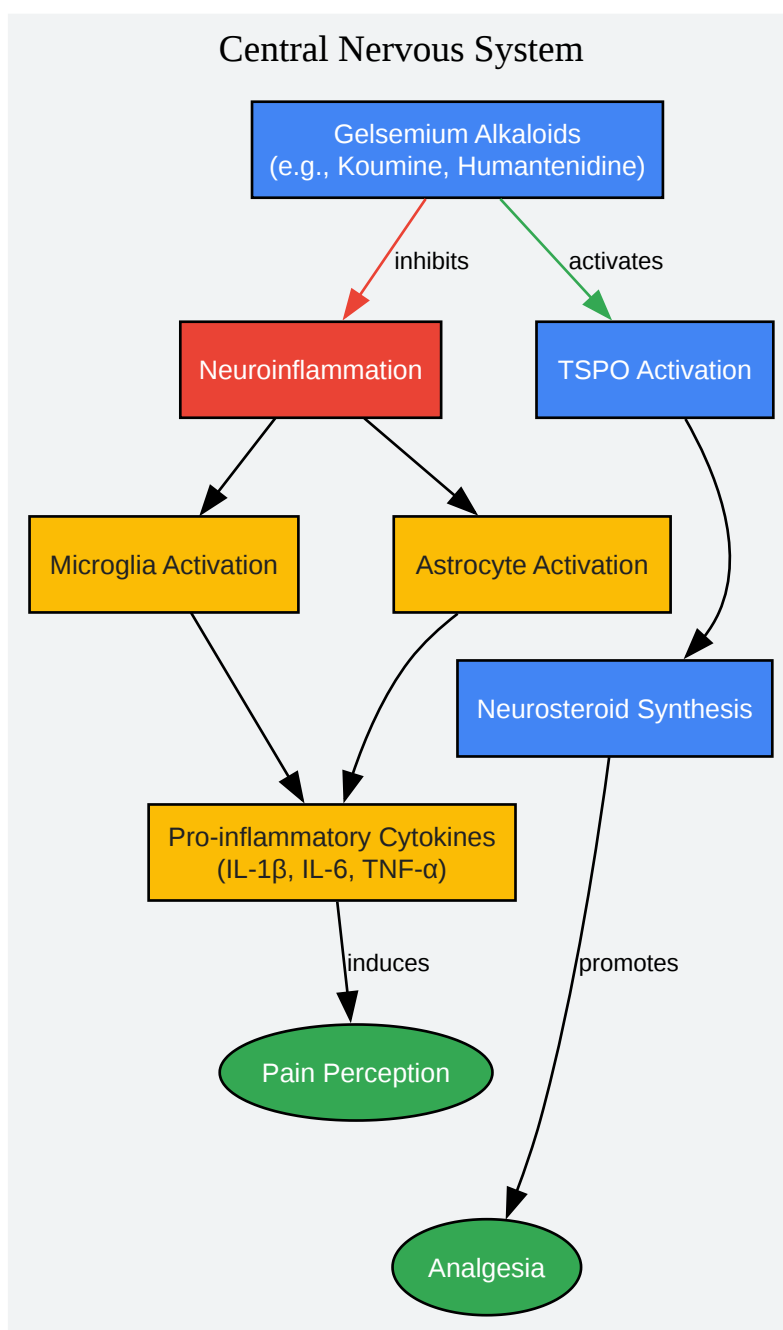 Central Nervous System
Gelsemium Alkaloids
(e.g., Koumine, Humantenidine)
inhibits
activates
Neuroinflammation
TSPO Activation
Microglia Activation
Astrocyte Activation
Neurosteroid Synthesis
Pro-inflammatory Cytokines
(IL-1β, IL-6, TNF-α)
induces
promotes
Pain Perception
Analgesia